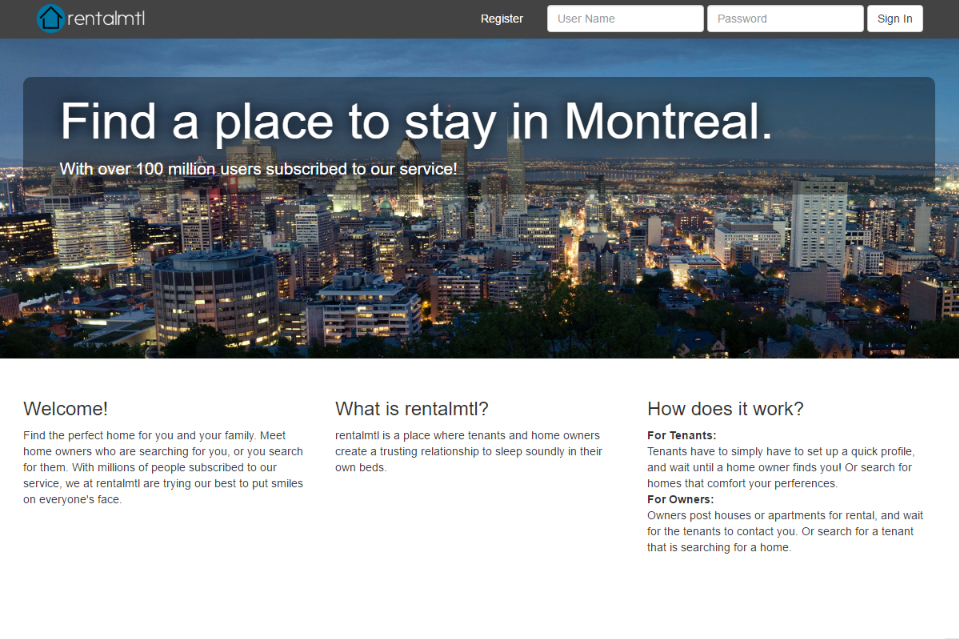 rentalmtl
Register
User Name
Password
Sign In
Find a place to stay in Montreal.
With over 100 million users subscribed to our service!
Welcome!
Find the perfect home for you and your family. Meet
home owners who are searching for you, or you search
for them. With millions of people subscribed to our
service, we at rentalmtl are trying our best to put smiles
on everyone's face.
What is rentalmtl?
rentalmtl is a place where tenants and home owners
create a trusting relationship to sleep soundly in their
own beds.
How does it work?
For Tenants:
Tenants have to simply have to set up a quick profile,
and wait until a home owner finds you! Or search for
homes that comfort your perferences.
For Owners:
Owners post houses or apartments for rental, and wait
for the tenants to contact you. Or search for a tenant
that is searching for a home.